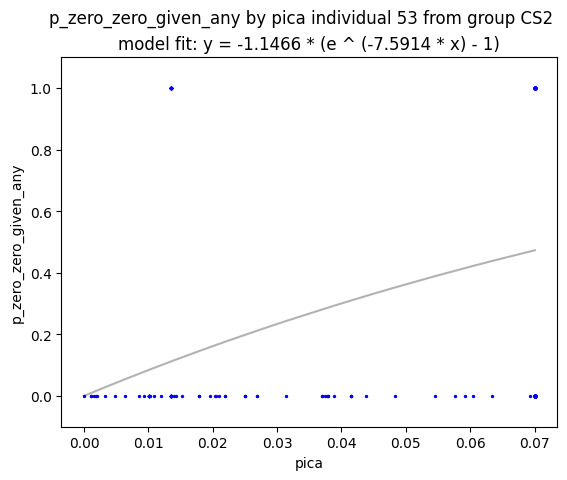 p_zero_zero_given_any by pica individual 53 from group CS2
model fit: y = -1.1466 * (e ^ (-7.5914 * x) - 1)
1.0
0.8
0.6
0.4
0.2
0.0
p_zero_zero_given_any
0.00 0.01 0.02 0.03 0.04 0.05 0.06 0.07
pica